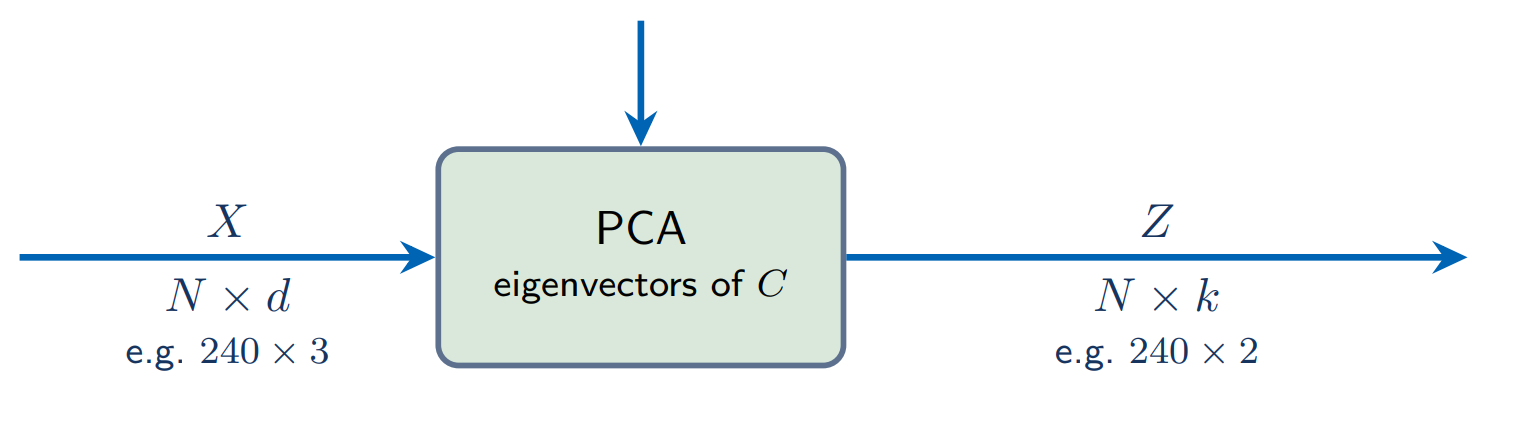 X
N × d
e.g. 240 × 3
PCA
eigenvectors of C
Z
N × k
e.g. 240 × 2